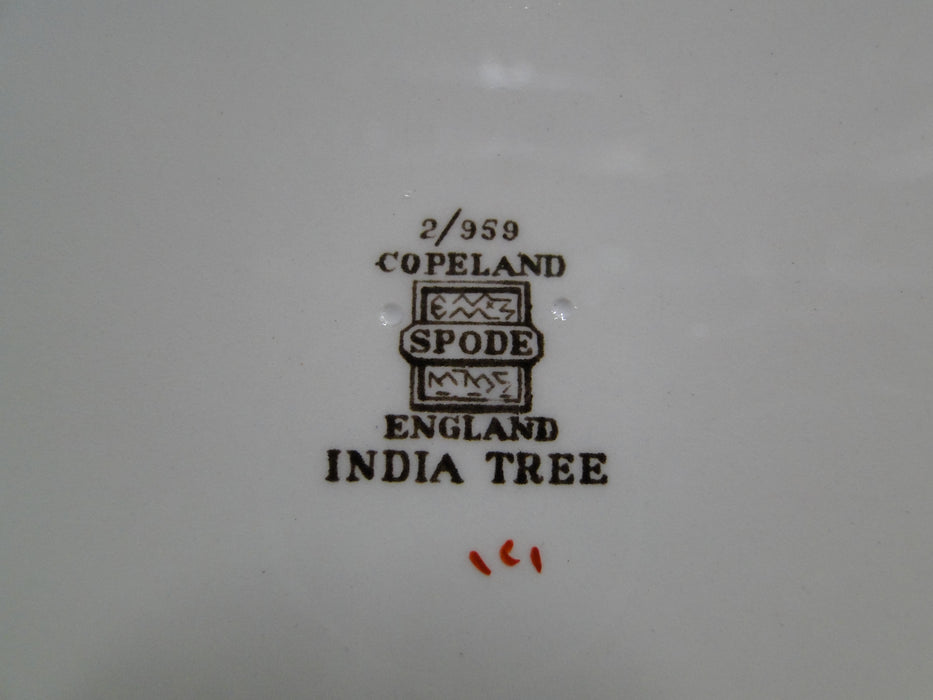 2/959
COPELAND
SPODE
ENGLAND
INDIA TREE